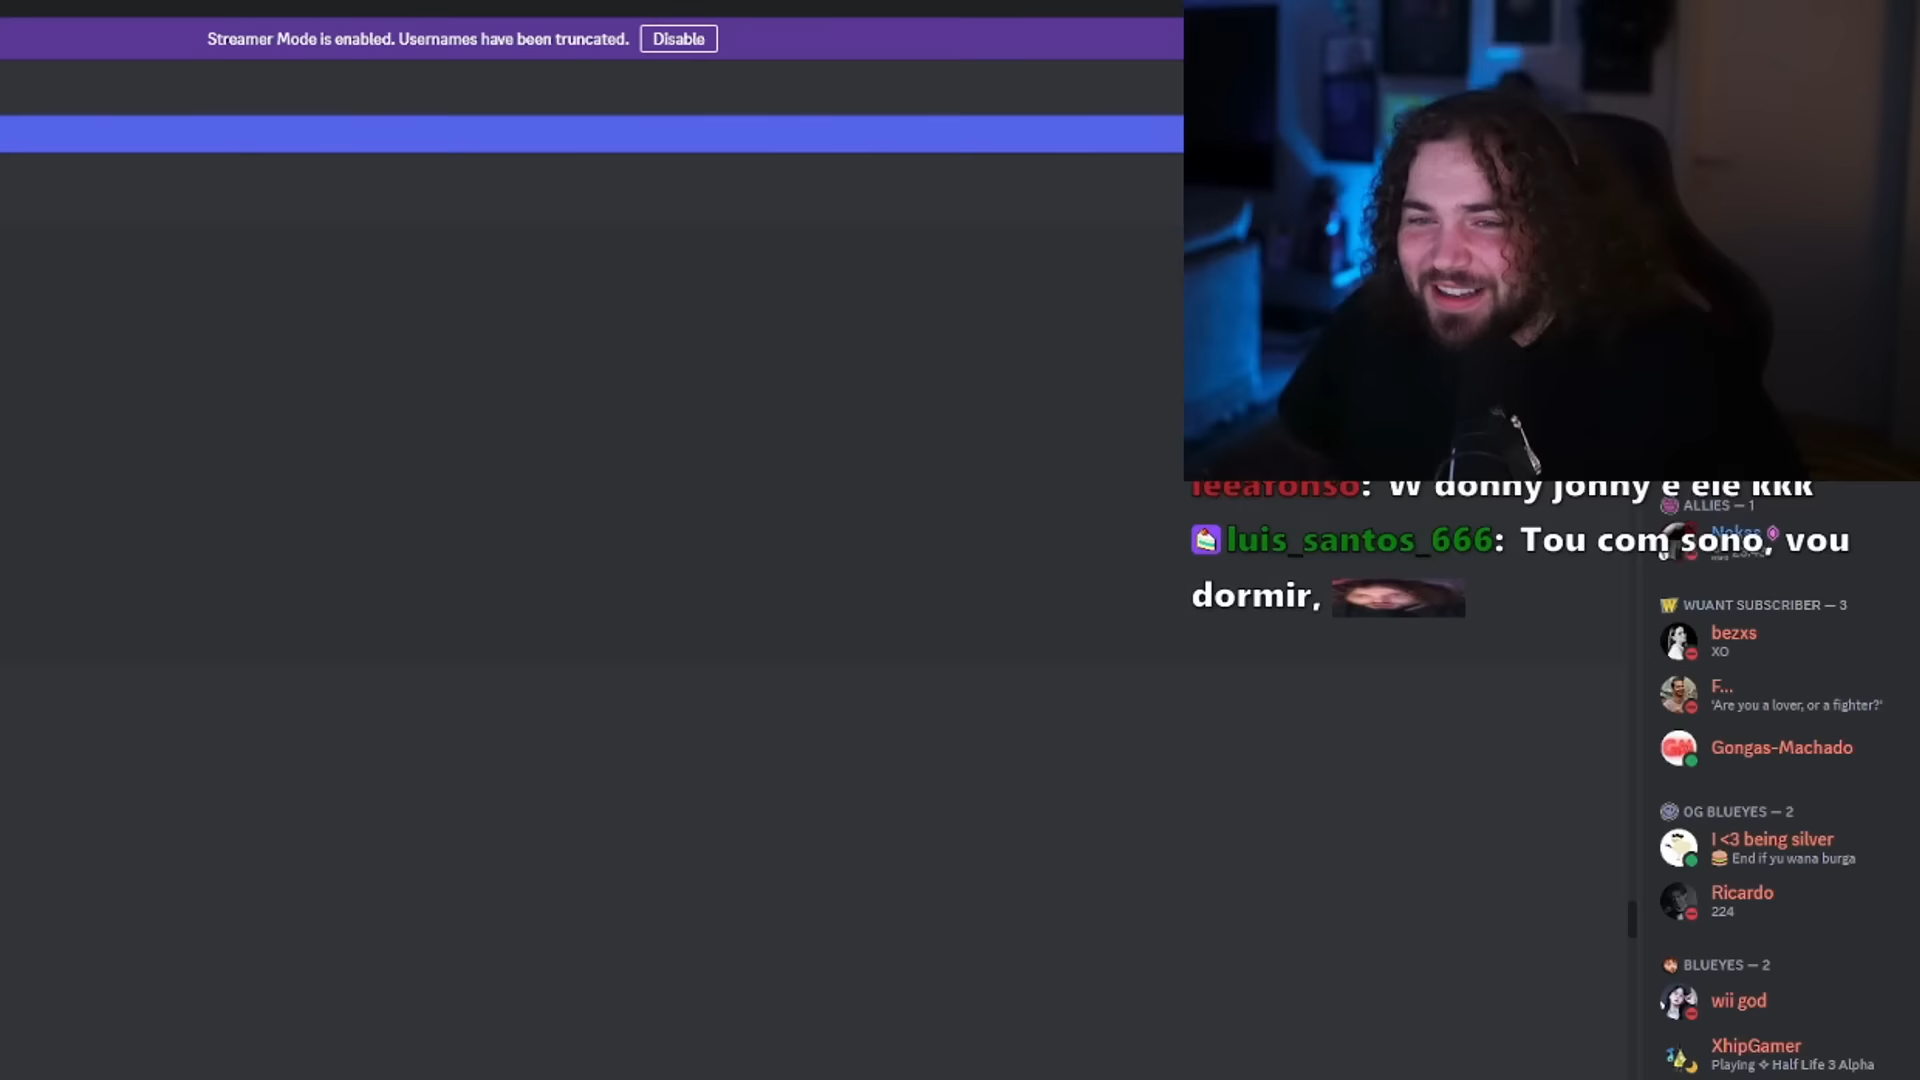 Streamer Mode is enabled. Usernames have been truncated. Disable
leeafonso: W donny jonny e ele kkk
ALLIES — 1
luis_santos_666: Tou com sono, vou
dormir,
WUANT SUBSCRIBER — 3
bezxs
XO
F...
'Are you a lover, or a fighter?'
GM Gongas-Machado
OG BLUEYES — 2
I <3 being silver
End if yu wana burga
Ricardo
224
BLUEYES — 2
wii god
XhipGamer
Playing ✧ Half Life 3 Alpha